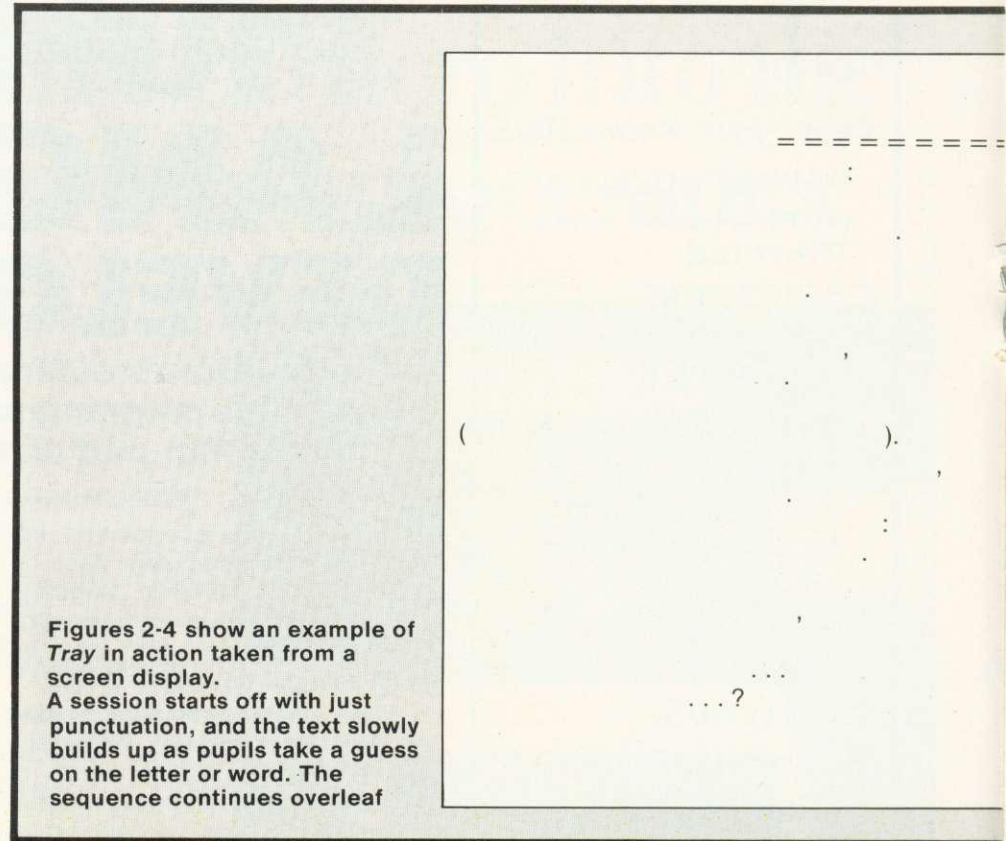 = = = = = = = =
:
.
.
,
.
( ).
,
.
:
.
,
. . .
. . . ?
Figures 2-4 show an example of
Tray in action taken from a
screen display.
A session starts off with just
punctuation, and the text slowly
builds up as pupils take a guess
on the letter or word. The
sequence continues overleaf